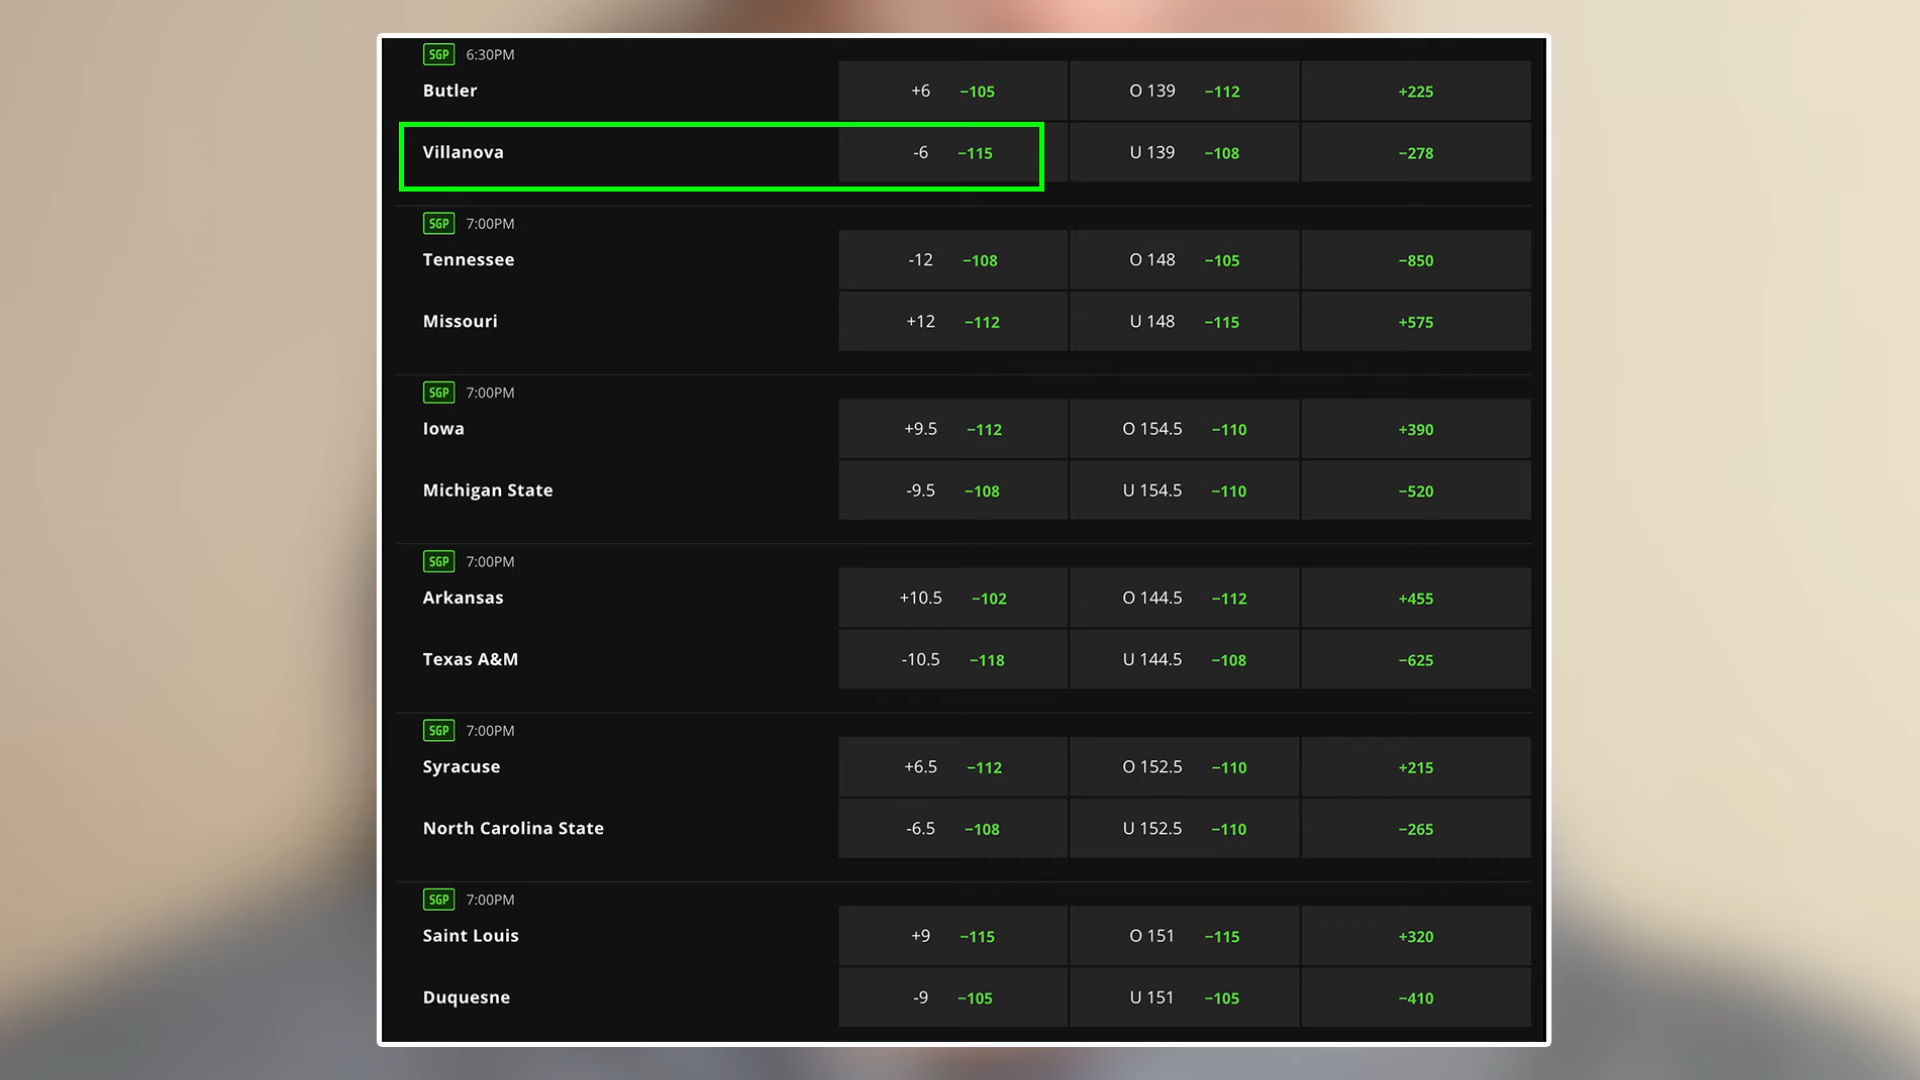 SGP 6:30PM
Butler +6 −105 O 139 −112 +225
Villanova -6 −115 U 139 −108 −278
SGP 7:00PM
Tennessee -12 −108 O 148 −105 −850
Missouri +12 −112 U 148 −115 +575
SGP 7:00PM
Iowa +9.5 −112 O 154.5 −110 +390
Michigan State -9.5 −108 U 154.5 −110 −520
SGP 7:00PM
Arkansas +10.5 −102 O 144.5 −112 +455
Texas A&M -10.5 −118 U 144.5 −108 −625
SGP 7:00PM
Syracuse +6.5 −112 O 152.5 −110 +215
North Carolina State -6.5 −108 U 152.5 −110 −265
SGP 7:00PM
Saint Louis +9 −115 O 151 −115 +320
Duquesne -9 −105 U 151 −105 −410